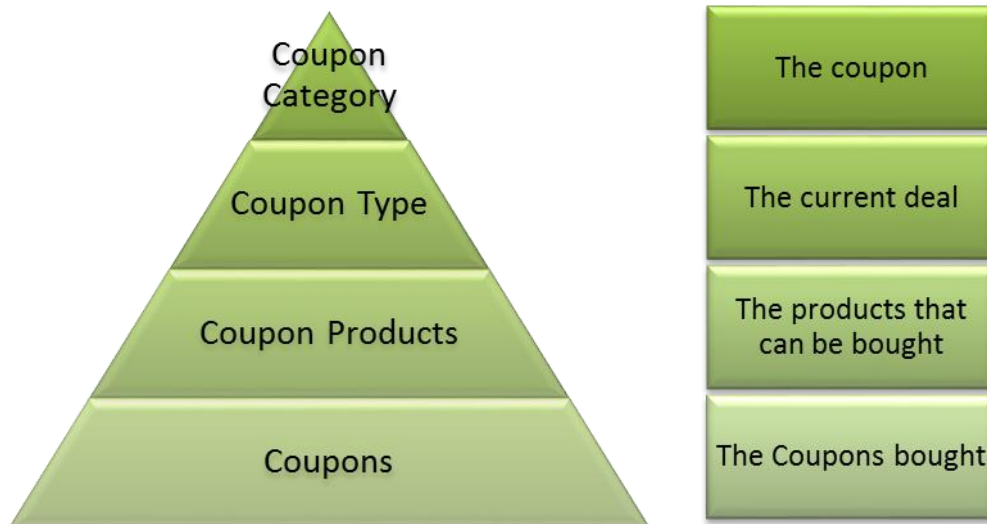 Coupon
Category
Coupon Type
Coupon Products
Coupons
The coupon
The current deal
The products that
can be bought
The Coupons bought